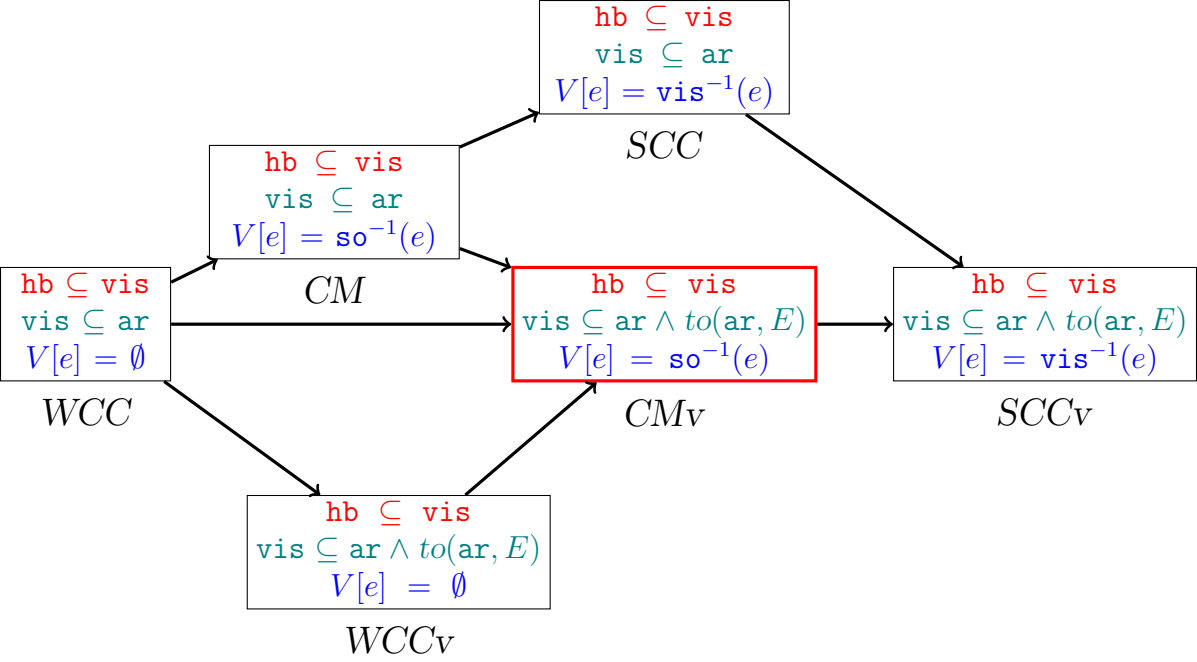 hb ⊆ vis
vis ⊆ ar
V[e] = vis⁻¹(e)
SCC
hb ⊆ vis
vis ⊆ ar
V[e] = so⁻¹(e)
CM
hb ⊆ vis
vis ⊆ ar
V[e] = ∅
WCC
hb ⊆ vis
vis ⊆ ar ∧ to(ar, E)
V[e] = so⁻¹(e)
CMv
hb ⊆ vis
vis ⊆ ar ∧ to(ar, E)
V[e] = vis⁻¹(e)
SCCv
hb ⊆ vis
vis ⊆ ar ∧ to(ar, E)
V[e] = ∅
WCCv